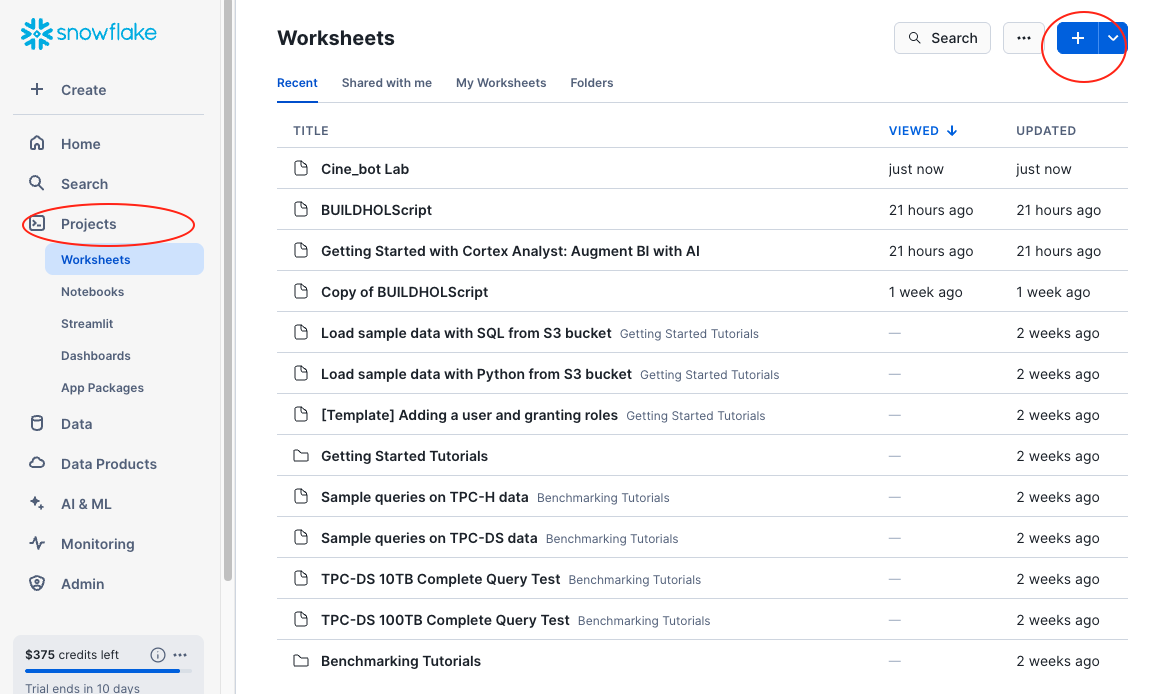 snowflake
Create
Home
Search
Projects
Worksheets
Notebooks
Streamlit
Dashboards
App Packages
Data
Data Products
AI & ML
Monitoring
Admin
$375 credits left
Trial ends in 10 days
Worksheets
Search
Recent Shared with me My Worksheets Folders
TITLE VIEWED UPDATED
Cine_bot Lab just now just now
BUILDHOLScript 21 hours ago 21 hours ago
Getting Started with Cortex Analyst: Augment BI with AI 21 hours ago 21 hours ago
Copy of BUILDHOLScript 1 week ago 1 week ago
Load sample data with SQL from S3 bucket Getting Started Tutorials — 2 weeks ago
Load sample data with Python from S3 bucket Getting Started Tutorials — 2 weeks ago
[Template] Adding a user and granting roles Getting Started Tutorials — 2 weeks ago
Getting Started Tutorials — 2 weeks ago
Sample queries on TPC-H data Benchmarking Tutorials — 2 weeks ago
Sample queries on TPC-DS data Benchmarking Tutorials — 2 weeks ago
TPC-DS 10TB Complete Query Test Benchmarking Tutorials — 2 weeks ago
TPC-DS 100TB Complete Query Test Benchmarking Tutorials — 2 weeks ago
Benchmarking Tutorials — 2 weeks ago